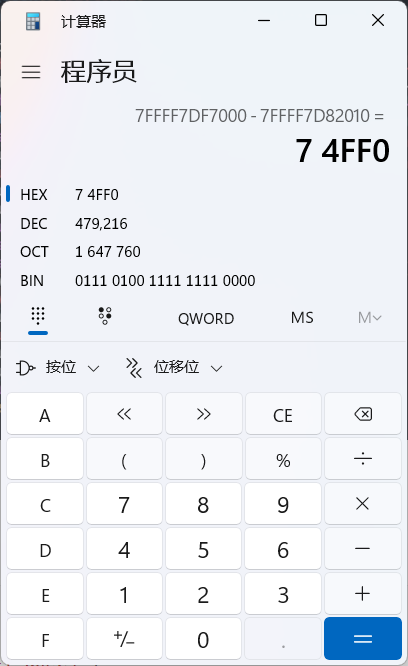 计算器
程序员
7FFFF7DF7000 - 7FFFF7D82010 =
7 4FF0
HEX 7 4FF0
DEC 479,216
OCT 1 647 760
BIN 0111 0100 1111 1111 0000
QWORD MS M
按位 位移位
A << >> CE
B ( ) % ÷
C 7 8 9 ×
D 4 5 6 −
E 1 2 3 +
F +/− 0 . =